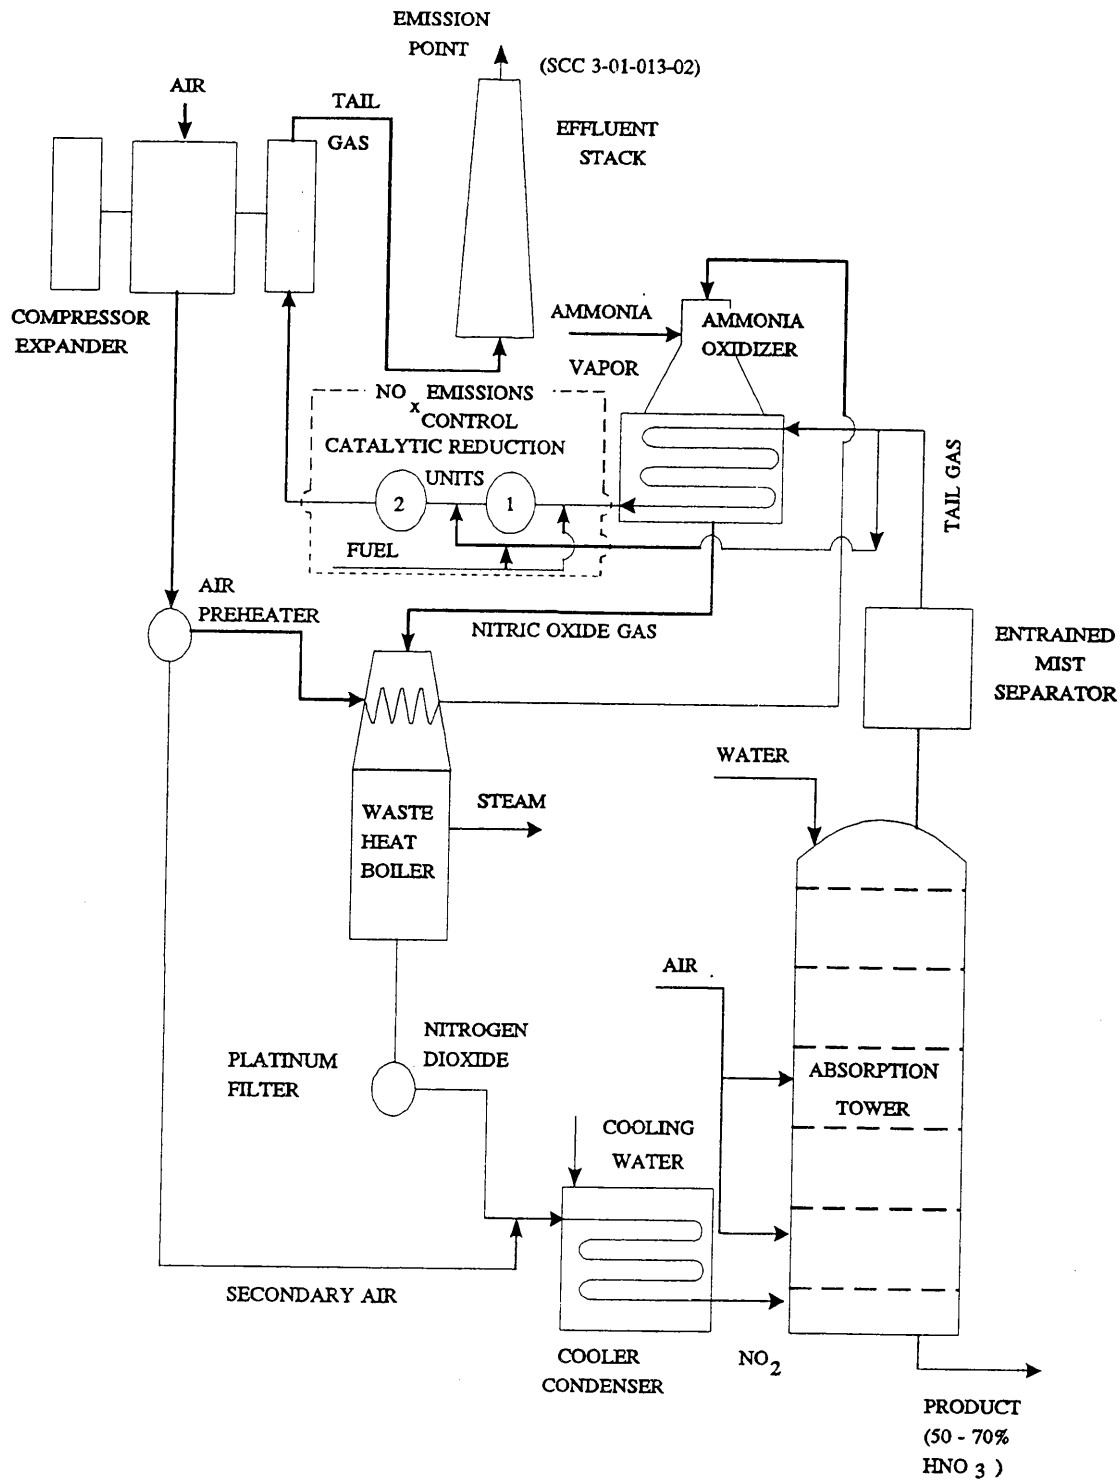 EMISSION
POINT
(SCC 3-01-013-02)
AIR
TAIL
GAS
EFFLUENT
STACK
COMPRESSOR
EXPANDER
AMMONIA
VAPOR
AMMONIA
OXIDIZER
NOx EMISSIONS
CONTROL
CATALYTIC REDUCTION
UNITS
2
1
FUEL
TAIL GAS
AIR
PREHEATER
NITRIC OXIDE GAS
ENTRAINED
MIST
SEPARATOR
WATER
STEAM
WASTE
HEAT
BOILER
AIR
NITROGEN
DIOXIDE
PLATINUM
FILTER
ABSORPTION
TOWER
COOLING
WATER
SECONDARY AIR
COOLER
CONDENSER
NO2
PRODUCT
(50 - 70%
HNO3)